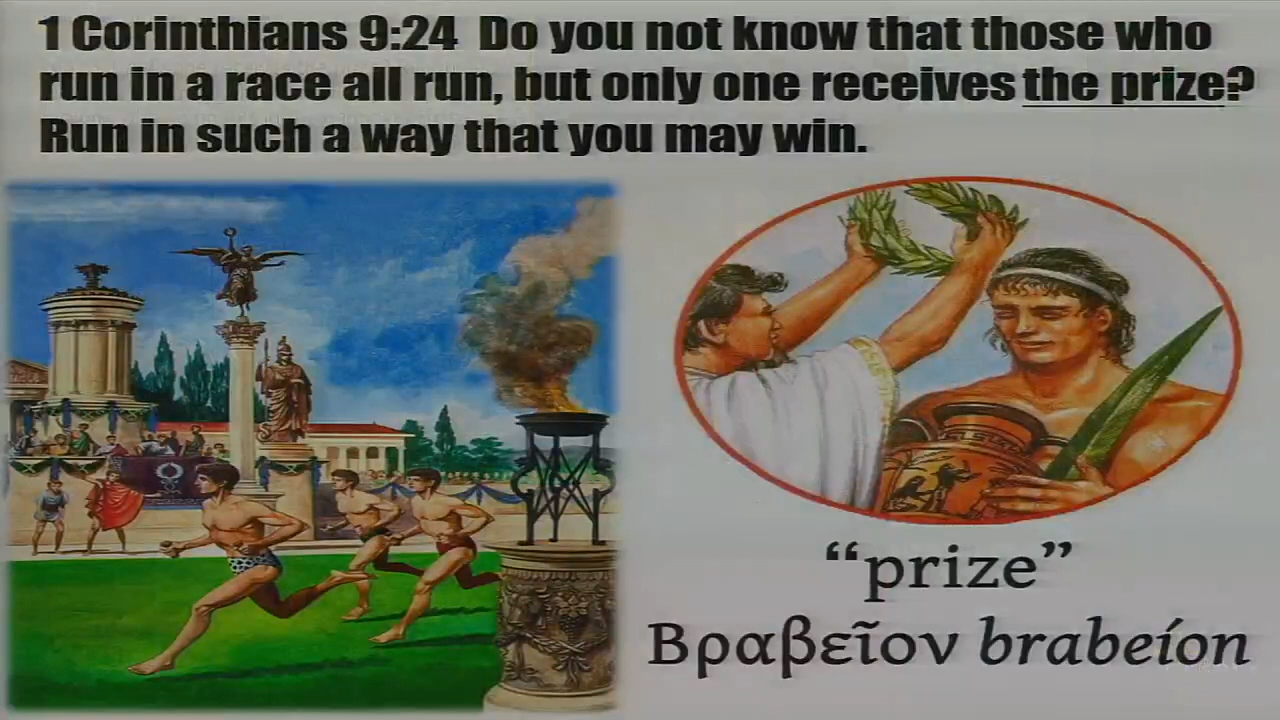 1 Corinthians 9:24 Do you not know that those who
run in a race all run, but only one receives the prize?
Run in such a way that you may win.
“prize”
Βραβεῖον brabeíon